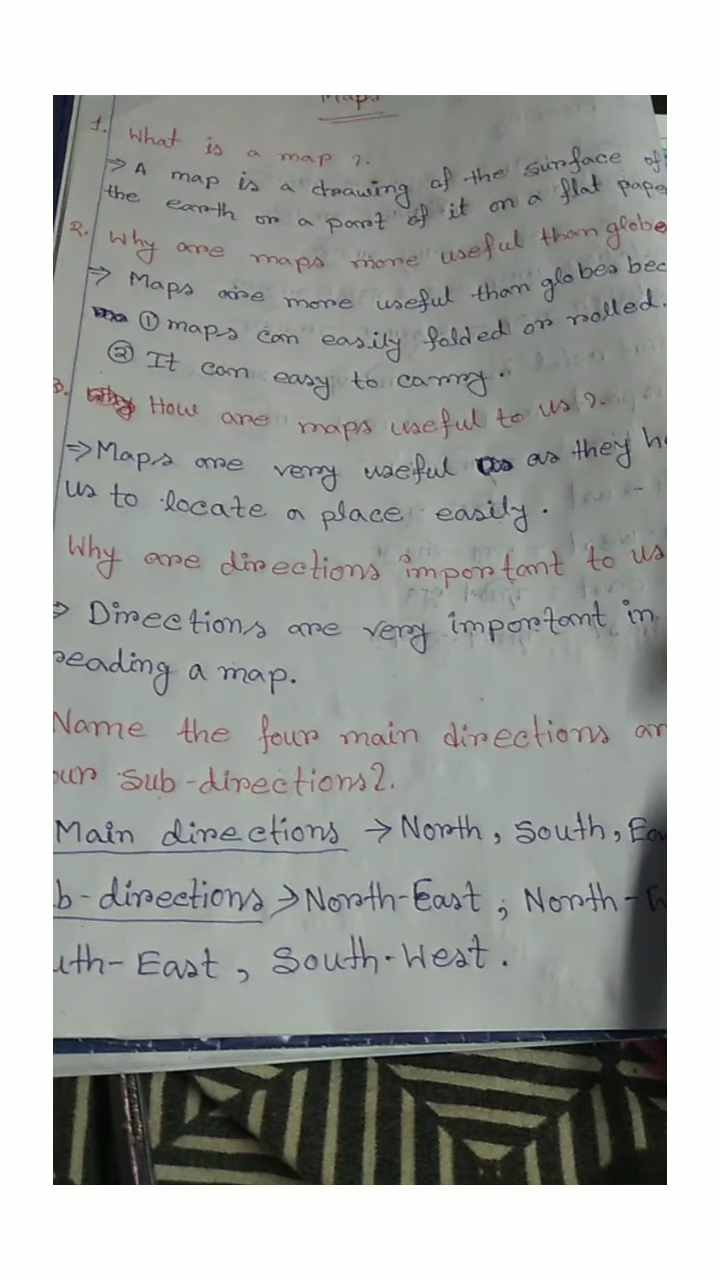 Maps
1. What is a map ?.
⇒ A map is a drawing of the surface of
the earth or a part of it on a flat pape
2. Why are maps more useful than globe
⇒ Maps are more useful than globes bec
① maps can easily folded or rolled.
② It can easy to carry.
3. How are maps useful to us ?.
⇒ Maps are very useful as they he
us to locate a place easily.
Why are directions important to us
⇒ Directions are very important in
reading a map.
Name the four main directions an
our sub-directions?.
Main directions → North, South, Ea
b-directions → North-East, North-W
uth-East, South-West.